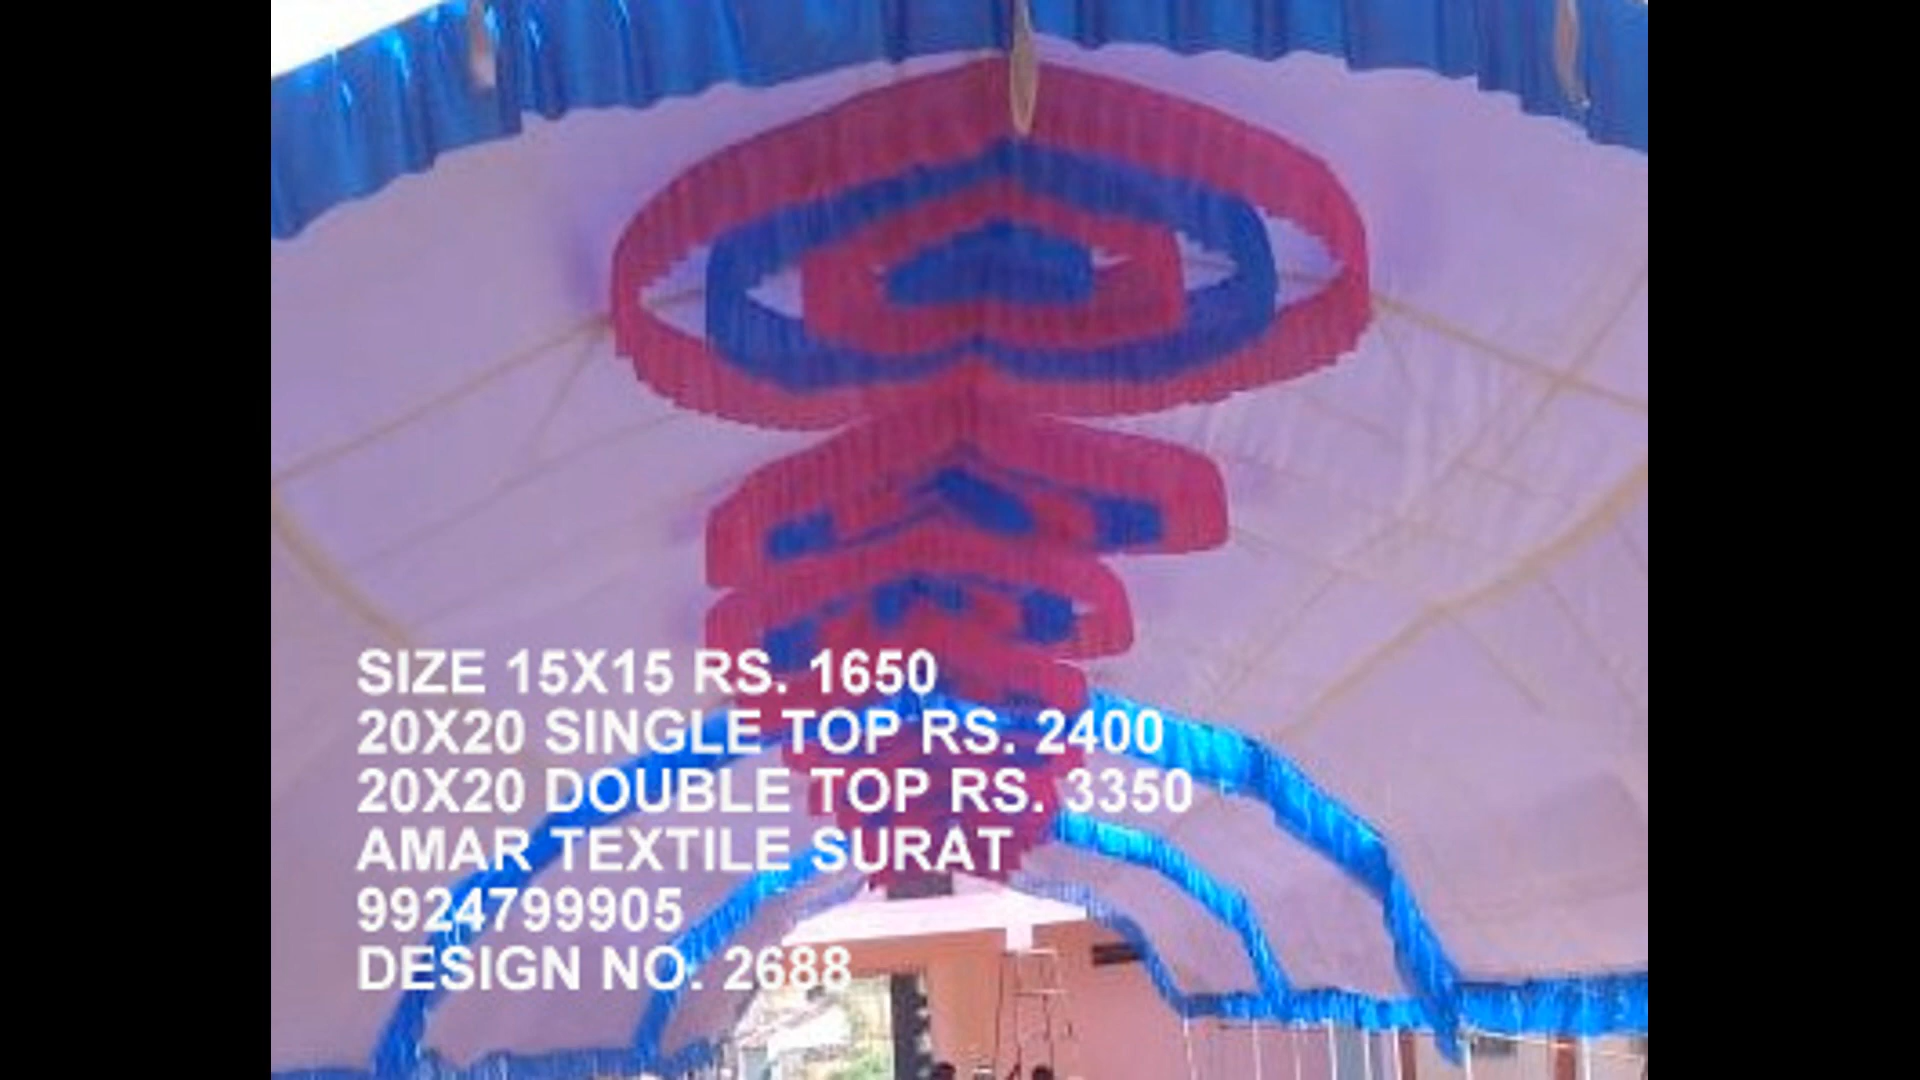 SIZE 15X15 RS. 1650
20X20 SINGLE TOP RS. 2400
20X20 DOUBLE TOP RS. 3350
AMAR TEXTILE SURAT
9924799905
DESIGN NO. 2688